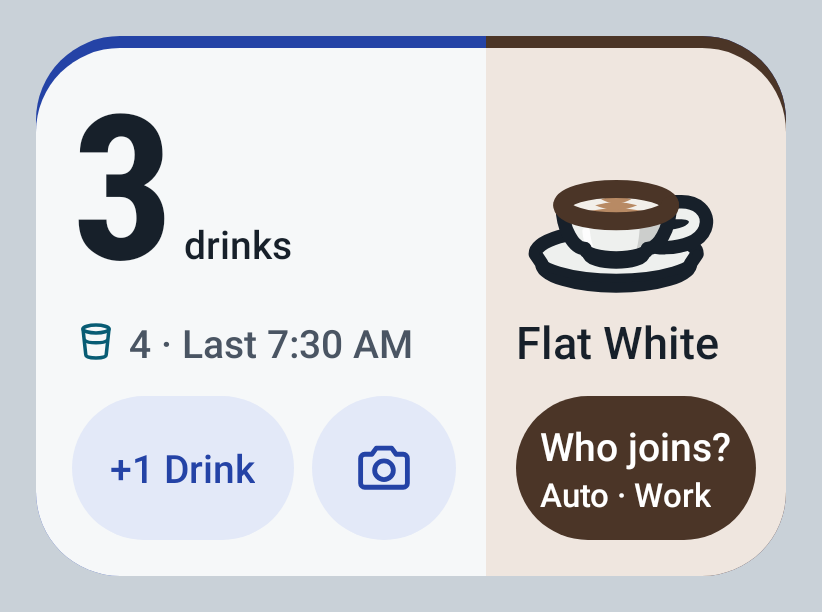 3 drinks
4 · Last 7:30 AM
+1 Drink
Flat White
Who joins?
Auto · Work